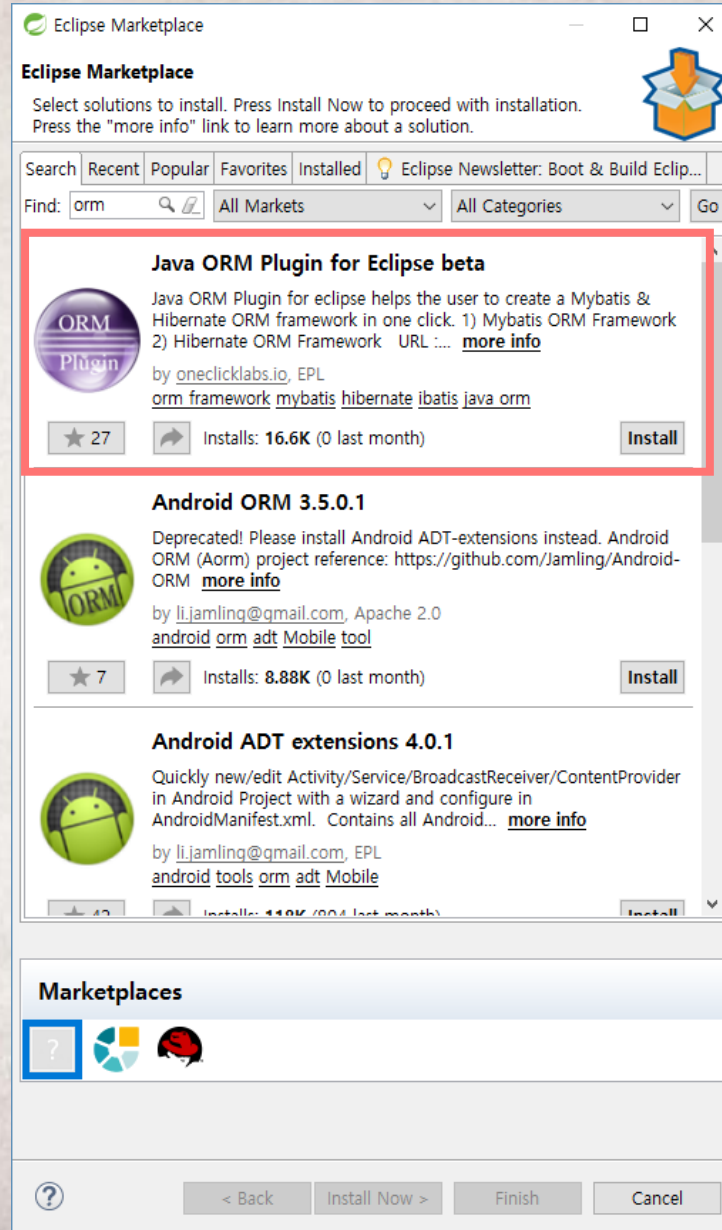 Eclipse Marketplace
Eclipse Marketplace
Select solutions to install. Press Install Now to proceed with installation.
Press the "more info" link to learn more about a solution.
Search Recent Popular Favorites Installed Eclipse Newsletter: Boot & Build Eclip...
Find: orm All Markets All Categories Go
Java ORM Plugin for Eclipse beta
ORM
Plugin
Java ORM Plugin for eclipse helps the user to create a Mybatis &
Hibernate ORM framework in one click. 1) Mybatis ORM Framework
2) Hibernate ORM Framework URL :... more info
by oneclicklabs.io, EPL
orm framework mybatis hibernate ibatis java orm
27 Installs: 16.6K (0 last month) Install
Android ORM 3.5.0.1
ORM
Deprecated! Please install Android ADT-extensions instead. Android
ORM (Aorm) project reference: https://github.com/Jamling/Android-
ORM more info
by li.jamling@gmail.com, Apache 2.0
android orm adt Mobile tool
7 Installs: 8.88K (0 last month) Install
Android ADT extensions 4.0.1
Quickly new/edit Activity/Service/BroadcastReceiver/ContentProvider
in Android Project with a wizard and configure in
AndroidManifest.xml. Contains all Android... more info
by li.jamling@gmail.com, EPL
android tools orm adt Mobile
Installs: 118K (804 last month) Install
Marketplaces
?
? < Back Install Now > Finish Cancel